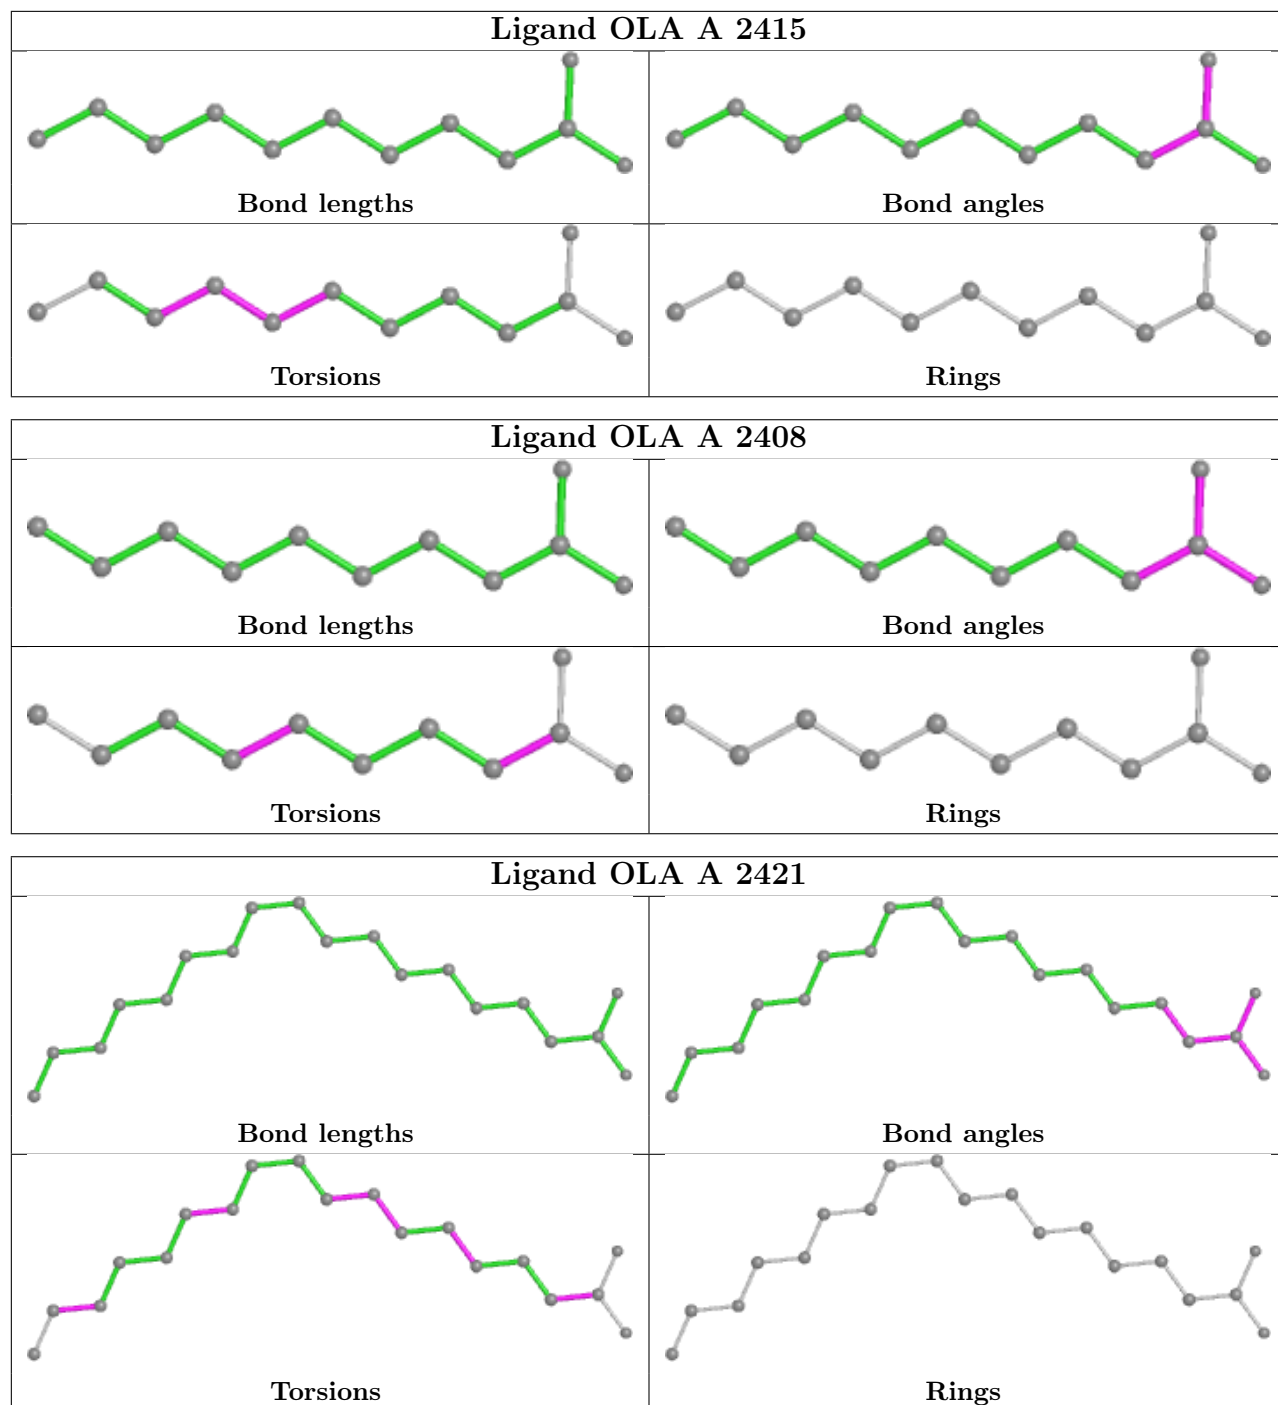 Ligand OLA A 2415
Bond lengths
Bond angles
Torsions
Rings
Ligand OLA A 2408
Bond lengths
Bond angles
Torsions
Rings
Ligand OLA A 2421
Bond lengths
Bond angles
Torsions
Rings